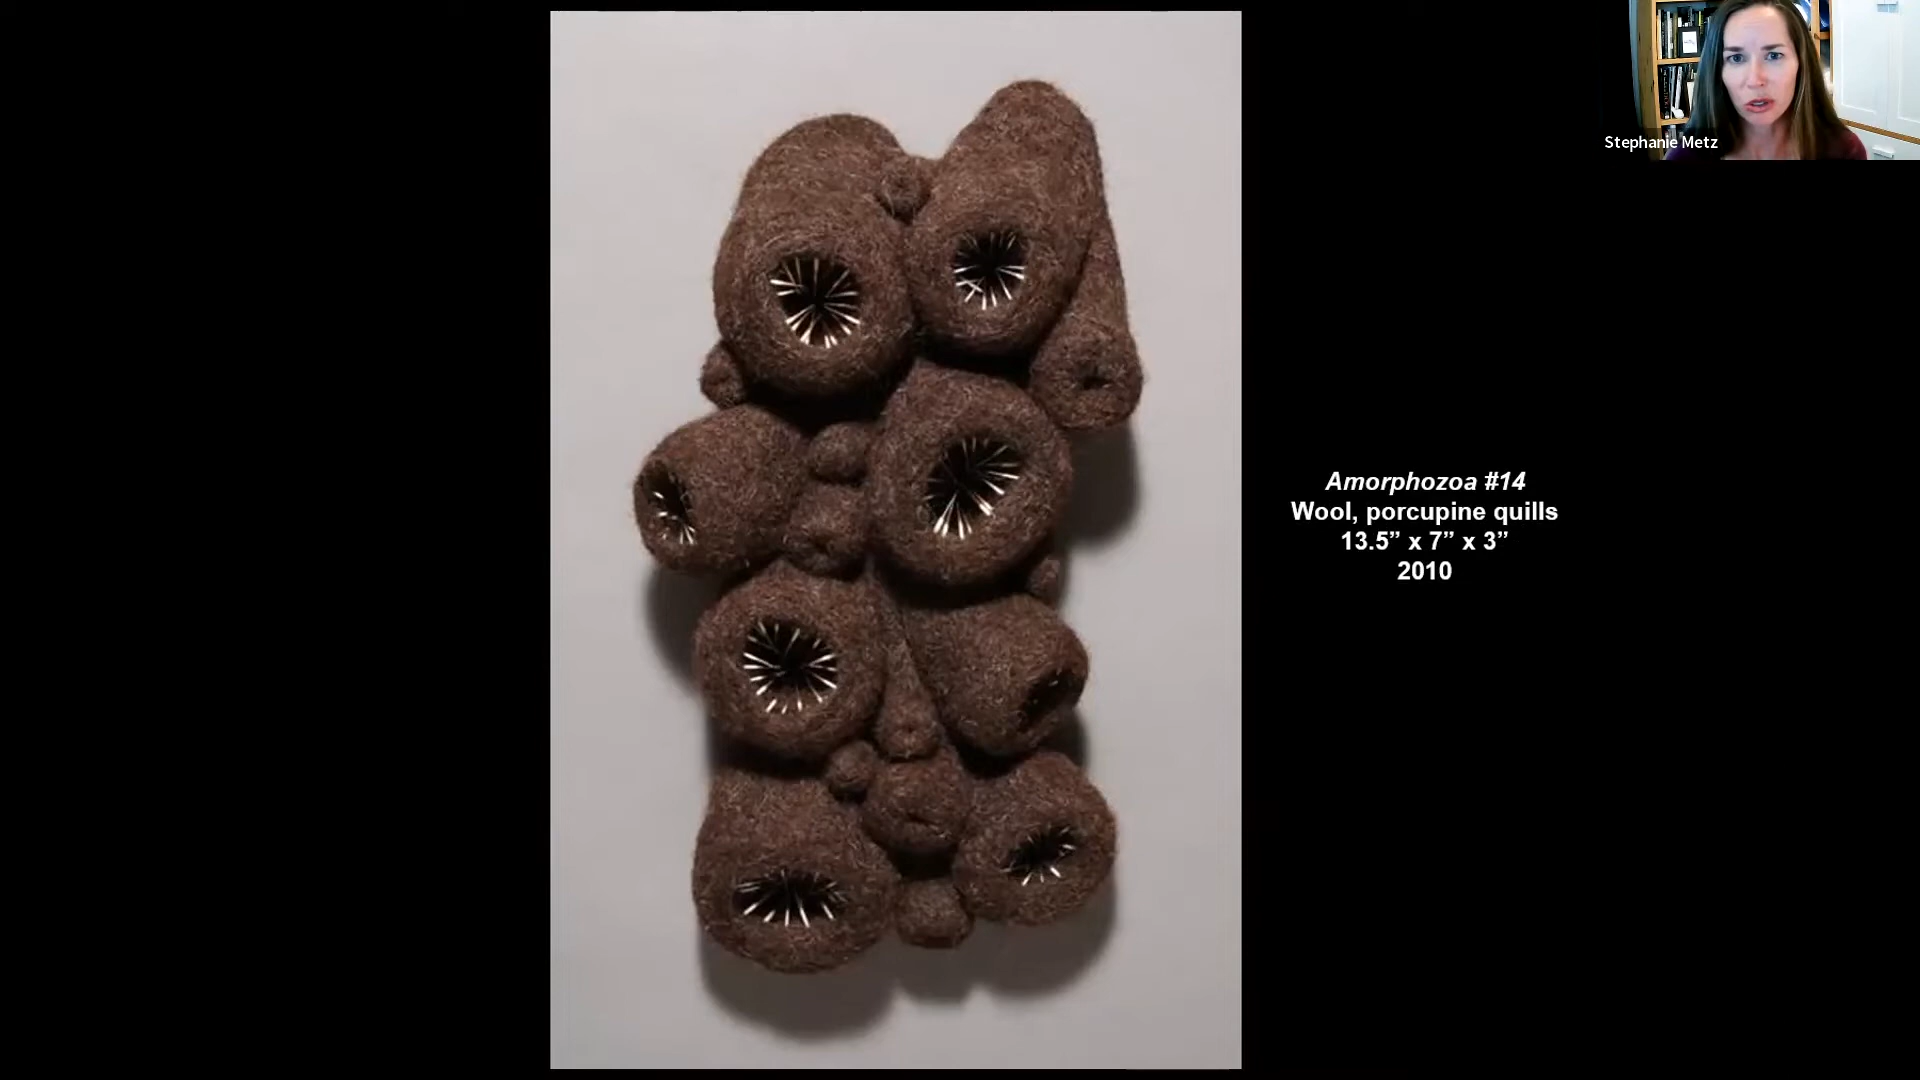 Stephanie Metz
Amorphozoa #14
Wool, porcupine quills
13.5” x 7” x 3”
2010